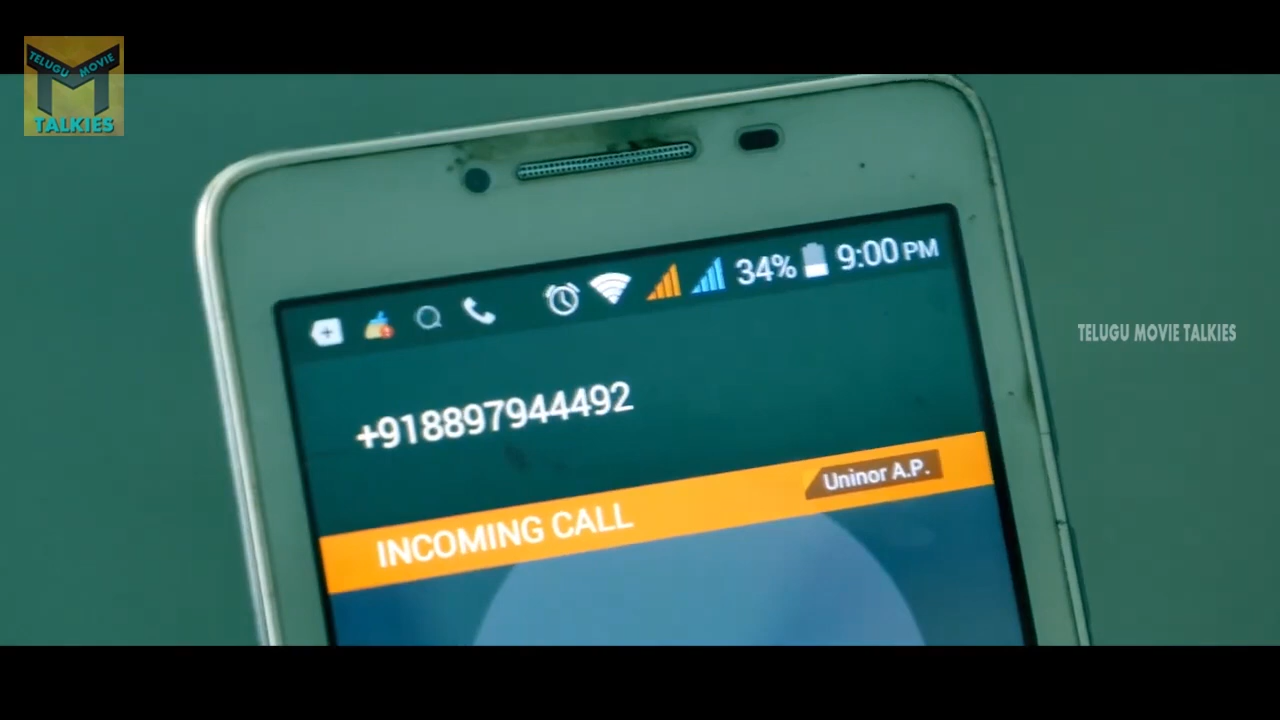 TELUGU MOVIE
TALKIES
34% 9:00 PM
TELUGU MOVIE TALKIES
+918897944492
Uninor A.P.
INCOMING CALL